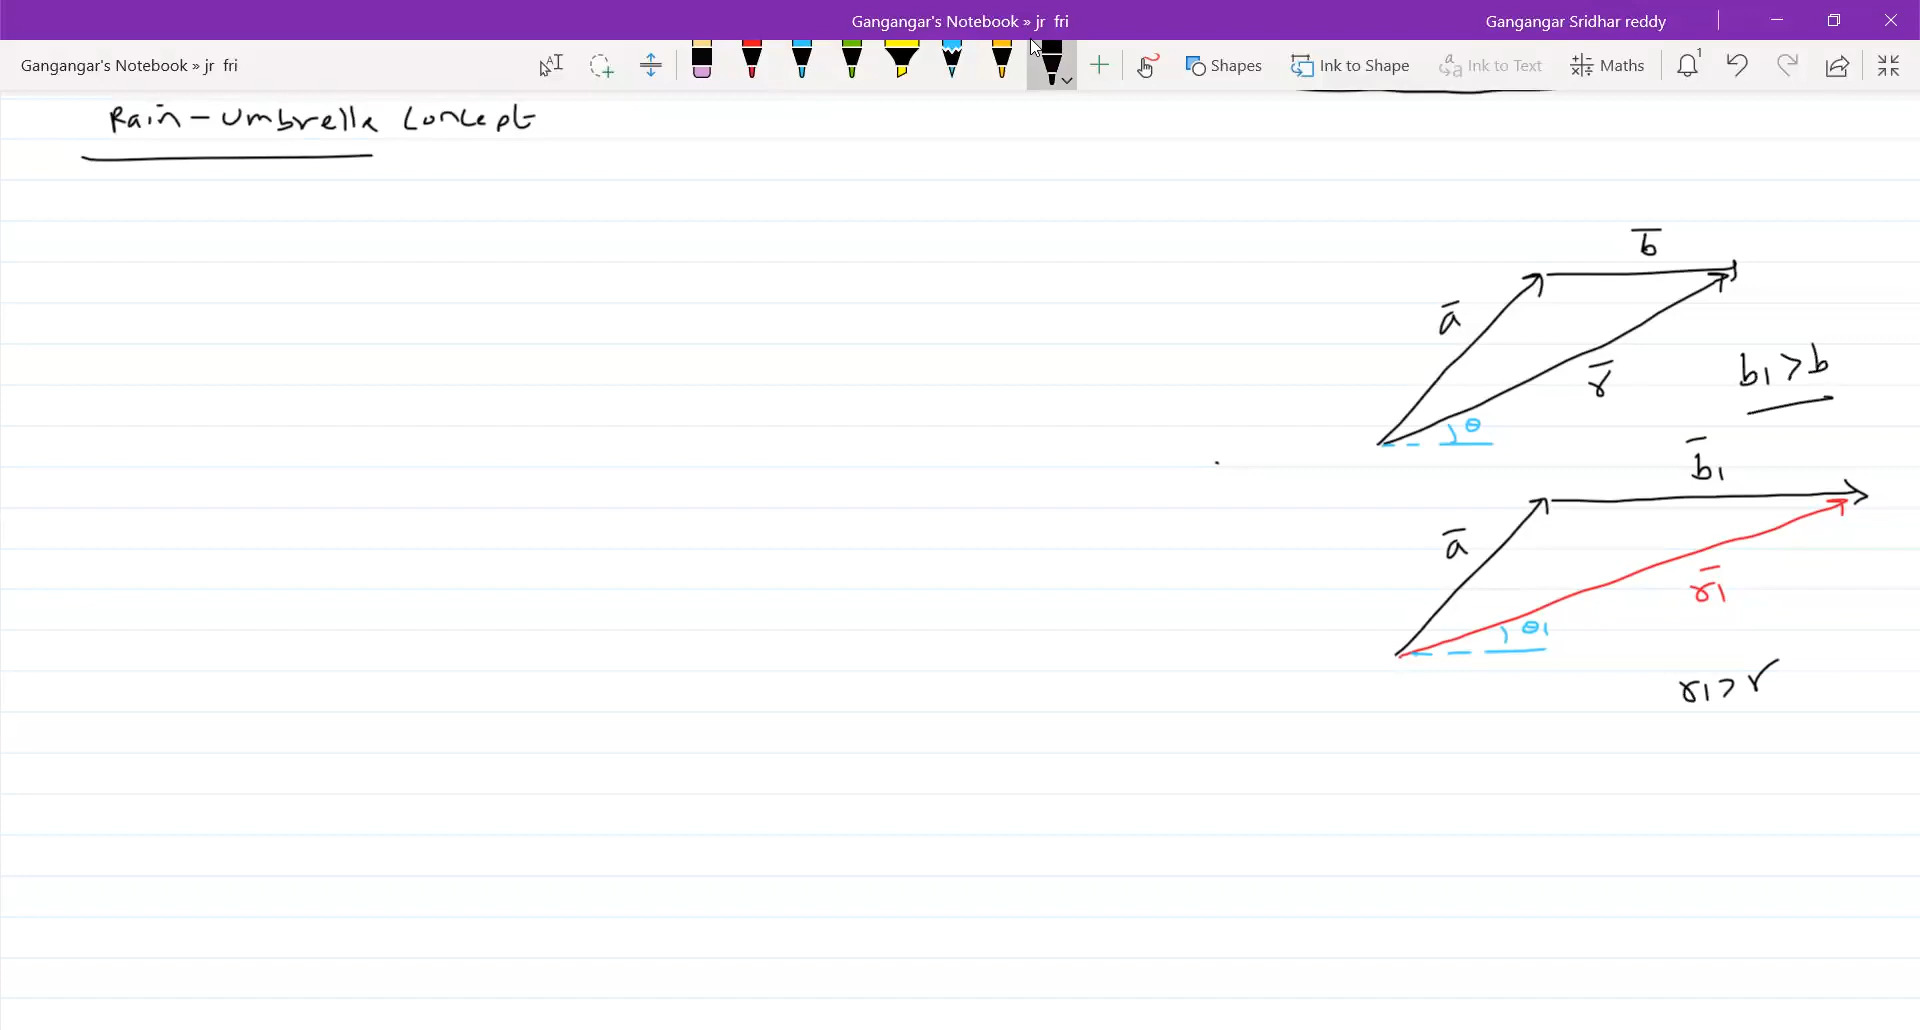 Gangangar's Notebook » jr fri
Gangangar Sridhar reddy
Gangangar's Notebook » jr fri
Shapes
Ink to Shape
Ink to Text
Maths
1
Rain-Umbrella Concept
b̅
a̅
r̅
b₁ > b
θ
b̅₁
a̅
r̅₁
θ₁
r₁ > r